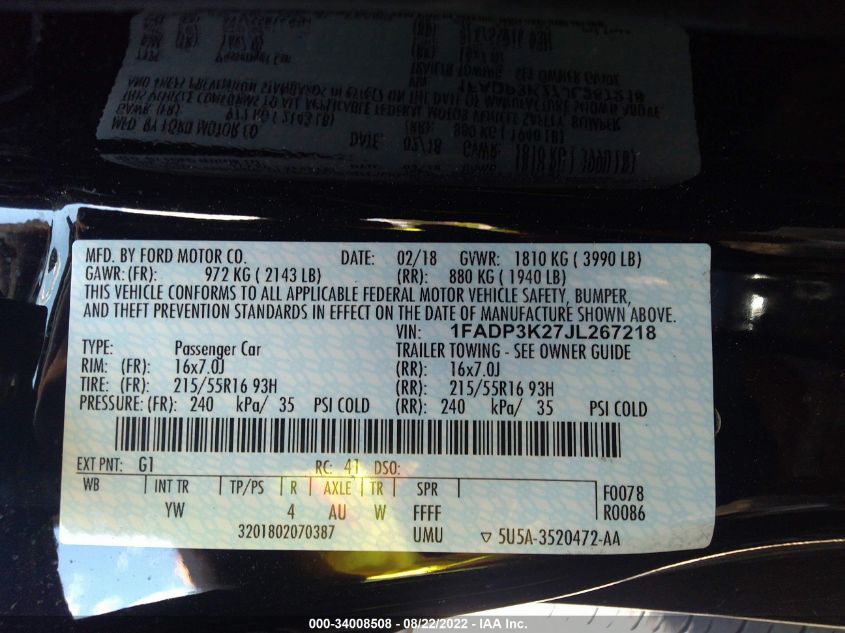 MFD. BY FORD MOTOR CO. DATE: 02/18 GVWR: 1810 KG ( 3990 LB)
GAWR:(FR): 972 KG ( 2143 LB) (RR): 880 KG ( 1940 LB)
THIS VEHICLE CONFORMS TO ALL APPLICABLE FEDERAL MOTOR VEHICLE SAFETY, BUMPER,
AND THEFT PREVENTION STANDARDS IN EFFECT ON THE DATE OF MANUFACTURE SHOWN ABOVE.
VIN: 1FADP3K27JL267218
TYPE: Passenger Car TRAILER TOWING - SEE OWNER GUIDE
RIM: (FR): 16x7.0J (RR): 16x7.0J
TIRE: (FR): 215/55R16 93H (RR): 215/55R16 93H
PRESSURE: (FR): 240 kPa/ 35 PSI COLD (RR): 240 kPa/ 35 PSI COLD
EXT PNT: G1 RC: 41 DSO:
WB INT TR TP/PS R AXLE TR SPR F0078
YW 4 AU W FFFF R0086
3201802070387 UMU ▽ 5U5A-3520472-AA
000-34008508 - 08/22/2022 - IAA Inc.